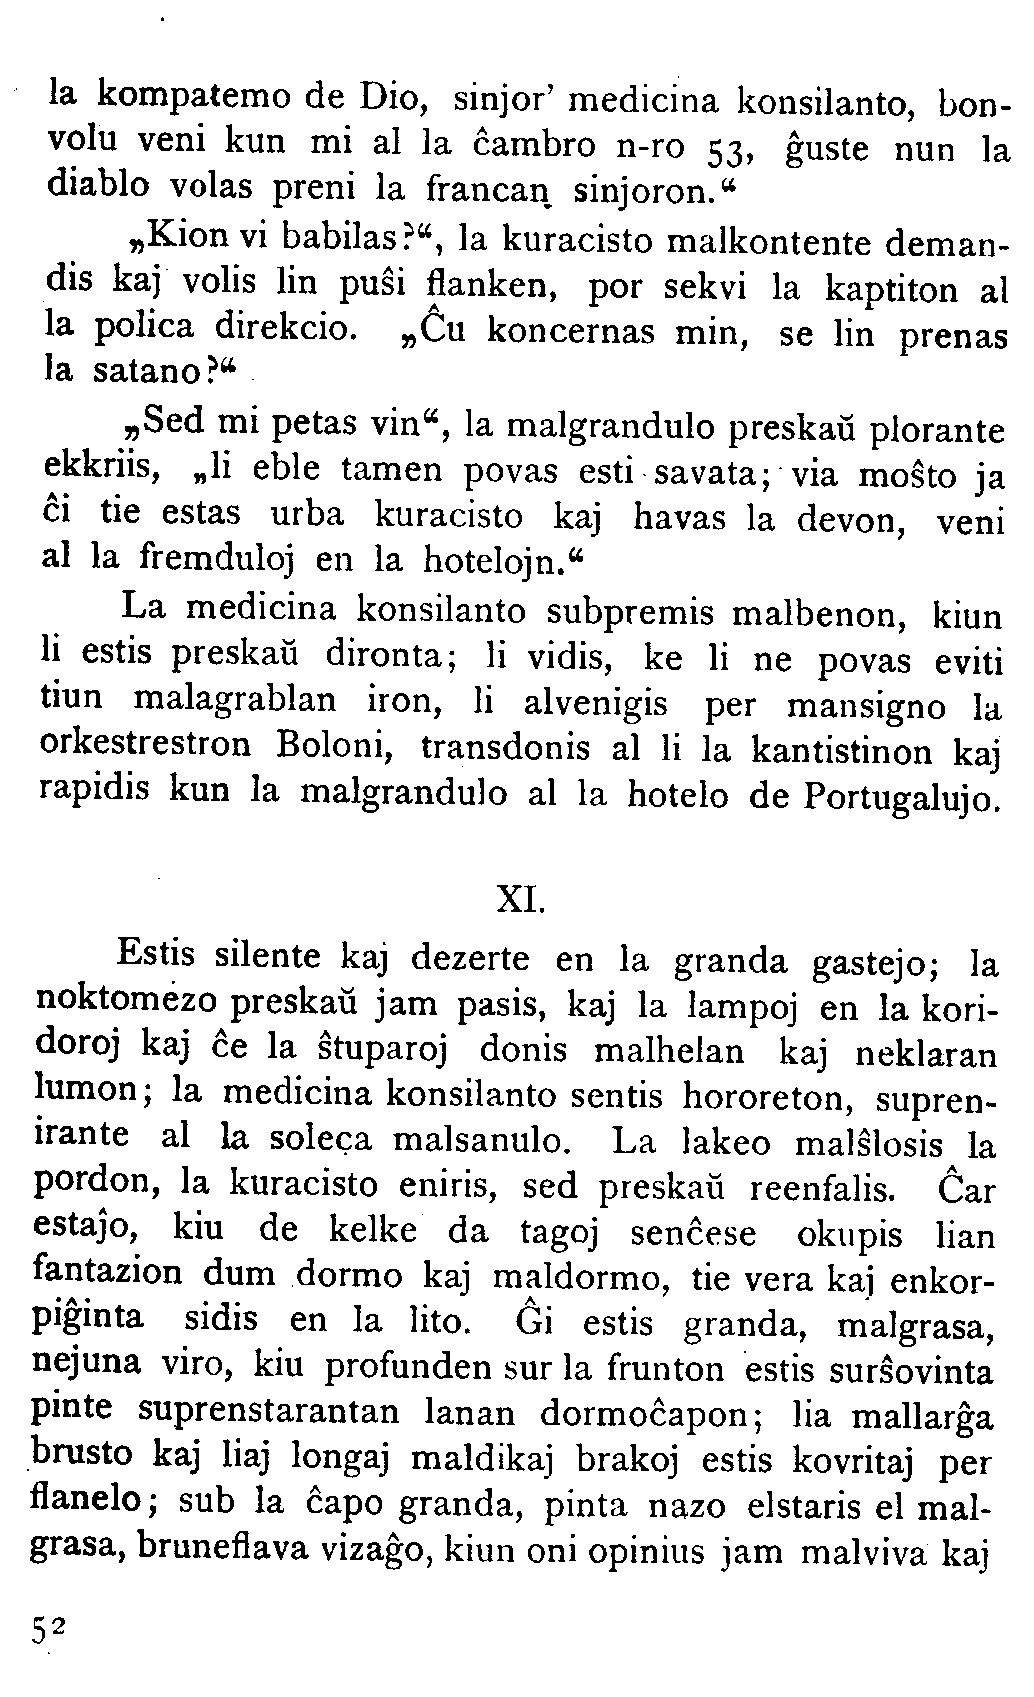 la kompatemo de Dio, sinjor’ medicina konsilanto, bon-
volu veni kun mi al la ĉambro n-ro 53, ĝuste nun la
diablo volas preni la francan sinjoron.“
„Kion vi babilas?“, la kuracisto malkontente deman-
dis kaj volis lin puŝi flanken, por sekvi la kaptiton al
la polica direkcio. „Ĉu koncernas min, se lin prenas
la satano?“
„Sed mi petas vin“, la malgrandulo preskaŭ plorante
ekkriis, „li eble tamen povas esti savata; via moŝto ja
ĉi tie estas urba kuracisto kaj havas la devon, veni
al la fremduloj en la hotelojn.“
La medicina konsilanto subpremis malbenon, kiun
li estis preskaŭ dironta; li vidis, ke li ne povas eviti
tiun malagrablan iron, li alvenigis per mansigno la
orkestrestron Boloni, transdonis al li la kantistinon kaj
rapidis kun la malgrandulo al la hotelo de Portugalujo.
XI.
Estis silente kaj dezerte en la granda gastejo; la
noktomezo preskaŭ jam pasis, kaj la lampoj en la kori-
doroj kaj ĉe la ŝtuparoj donis malhelan kaj neklaran
lumon; la medicina konsilanto sentis hororeton, supren-
irante al la soleca malsanulo. La lakeo malŝlosis la
pordon, la kuracisto eniris, sed preskaŭ reenfalis. Ĉar
estaĵo, kiu de kelke da tagoj senĉese okupis lian
fantazion dum dormo kaj maldormo, tie vera kaj enkor-
piĝinta sidis en la lito. Ĝi estis granda, malgrasa,
nejuna viro, kiu profunden sur la frunton estis surŝovinta
pinte suprenstarantan lanan dormoĉapon; lia mallarĝa
brusto kaj liaj longaj maldikaj brakoj estis kovritaj per
flanelo; sub la ĉapo granda, pinta nazo elstaris el mal-
grasa, bruneflava vizaĝo, kiun oni opinius jam malviva kaj
52